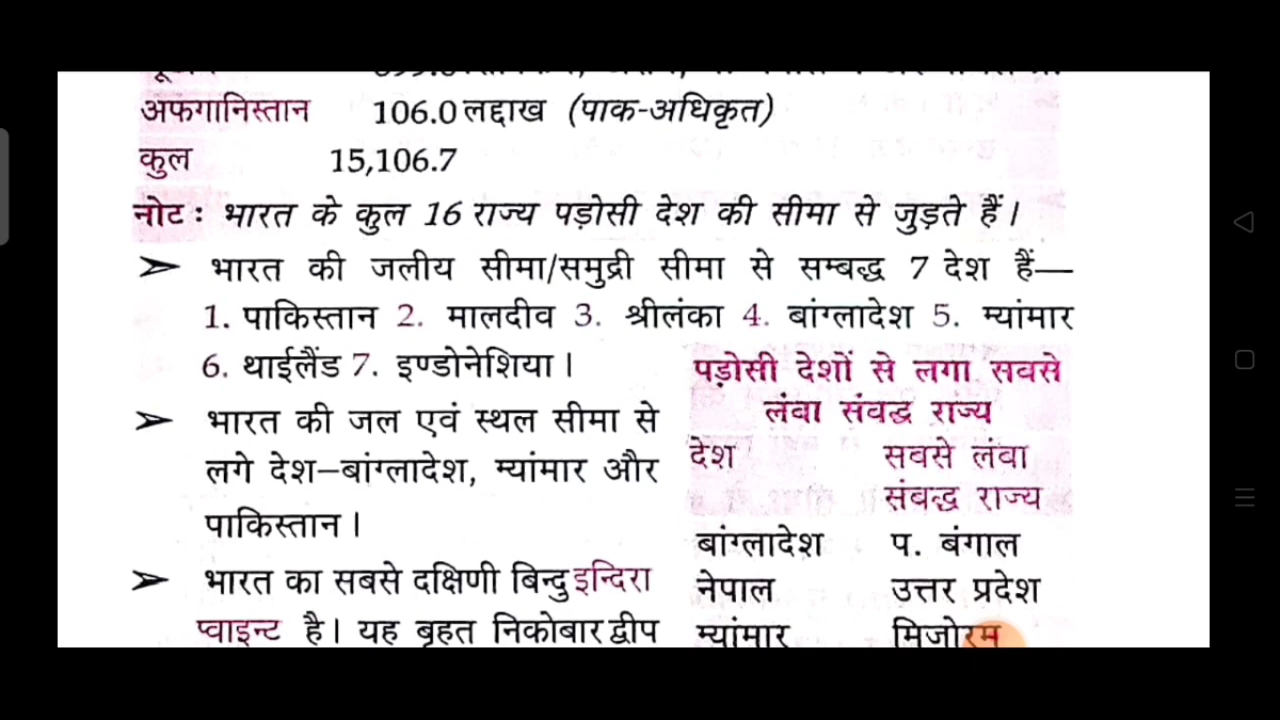 अफगानिस्तान 106.0 लद्दाख (पाक-अधिकृत)
कुल 15,106.7
नोट : भारत के कुल 16 राज्य पड़ोसी देश की सीमा से जुड़ते हैं।
➢ भारत की जलीय सीमा/समुद्री सीमा से सम्बद्ध 7 देश हैं—
1. पाकिस्तान 2. मालदीव 3. श्रीलंका 4. बांग्लादेश 5. म्यांमार
6. थाईलैंड 7. इण्डोनेशिया।
➢ भारत की जल एवं स्थल सीमा से
लगे देश–बांग्लादेश, म्यांमार और
पाकिस्तान।
➢ भारत का सबसे दक्षिणी बिन्दु इन्दिरा
प्वाइन्ट है। यह बृहत निकोबार द्वीप
पड़ोसी देशों से लगा सबसे
लंबा संवद्ध राज्य
देश सबसे लंबा
संबद्ध राज्य
बांग्लादेश प. बंगाल
नेपाल उत्तर प्रदेश
म्यांमार मिजोरम